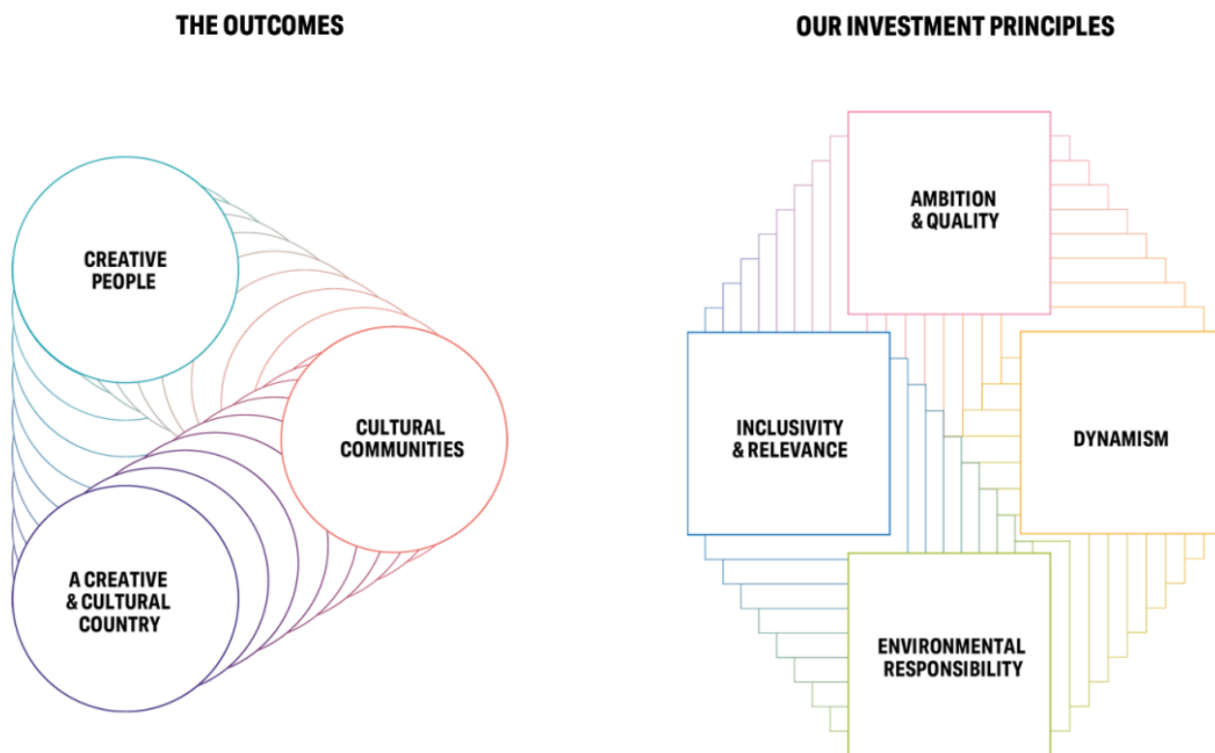 THE OUTCOMES
CREATIVE
PEOPLE
CULTURAL
COMMUNITIES
A CREATIVE
& CULTURAL
COUNTRY
OUR INVESTMENT PRINCIPLES
AMBITION
& QUALITY
INCLUSIVITY
& RELEVANCE
DYNAMISM
ENVIRONMENTAL
RESPONSIBILITY